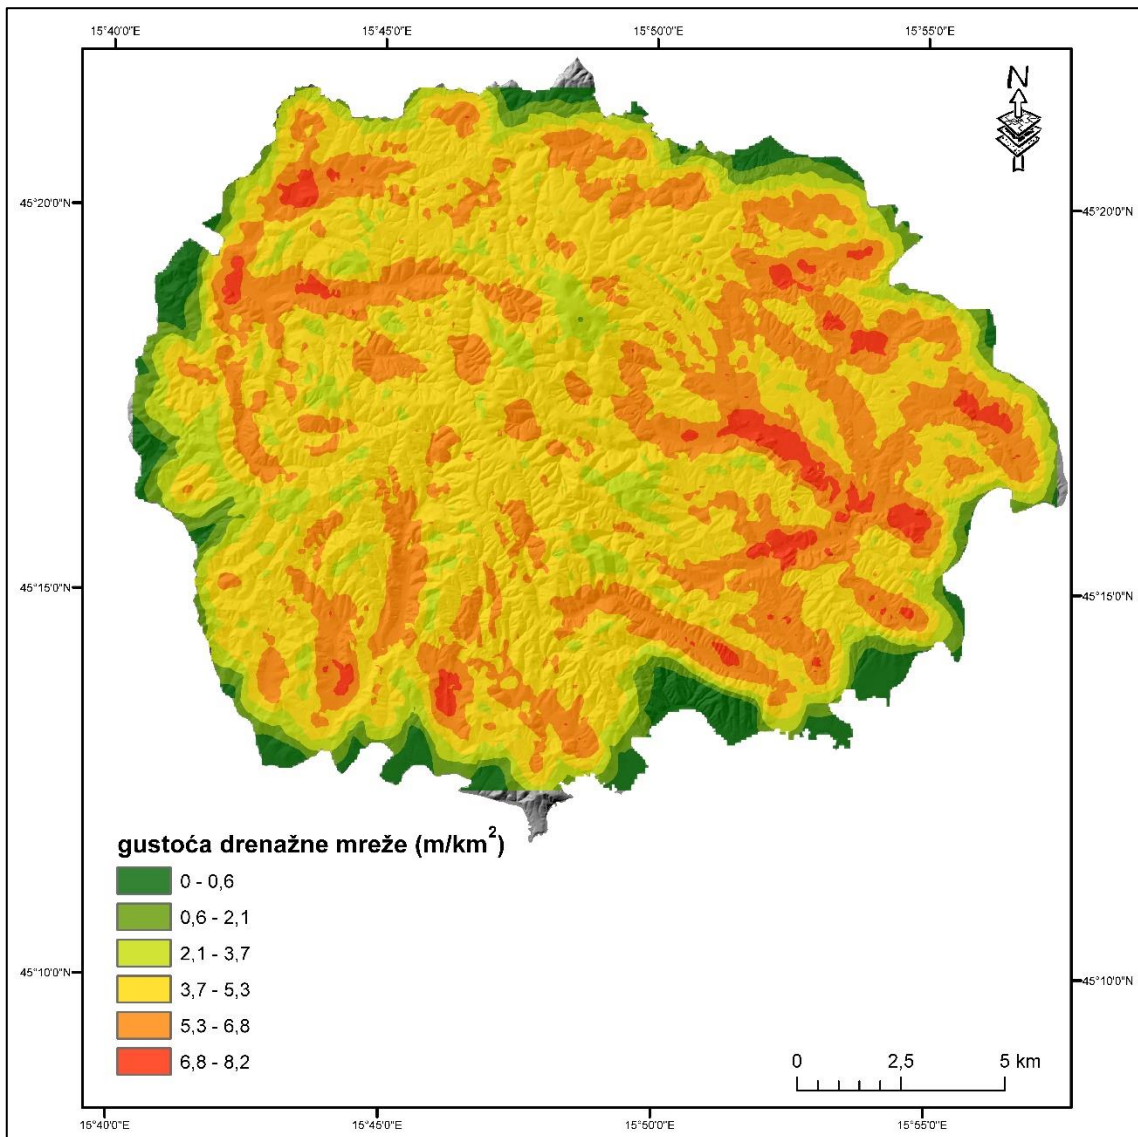 15°40'0"E 15°45'0"E 15°50'0"E 15°55'0"E
N
45°20'0"N 45°20'0"N
45°15'0"N 45°15'0"N
gustoća drenažne mreže (m/km²)
0 - 0,6
0,6 - 2,1
2,1 - 3,7
3,7 - 5,3
5,3 - 6,8
6,8 - 8,2
45°10'0"N 45°10'0"N
0 2,5 5 km
15°40'0"E 15°45'0"E 15°50'0"E 15°55'0"E